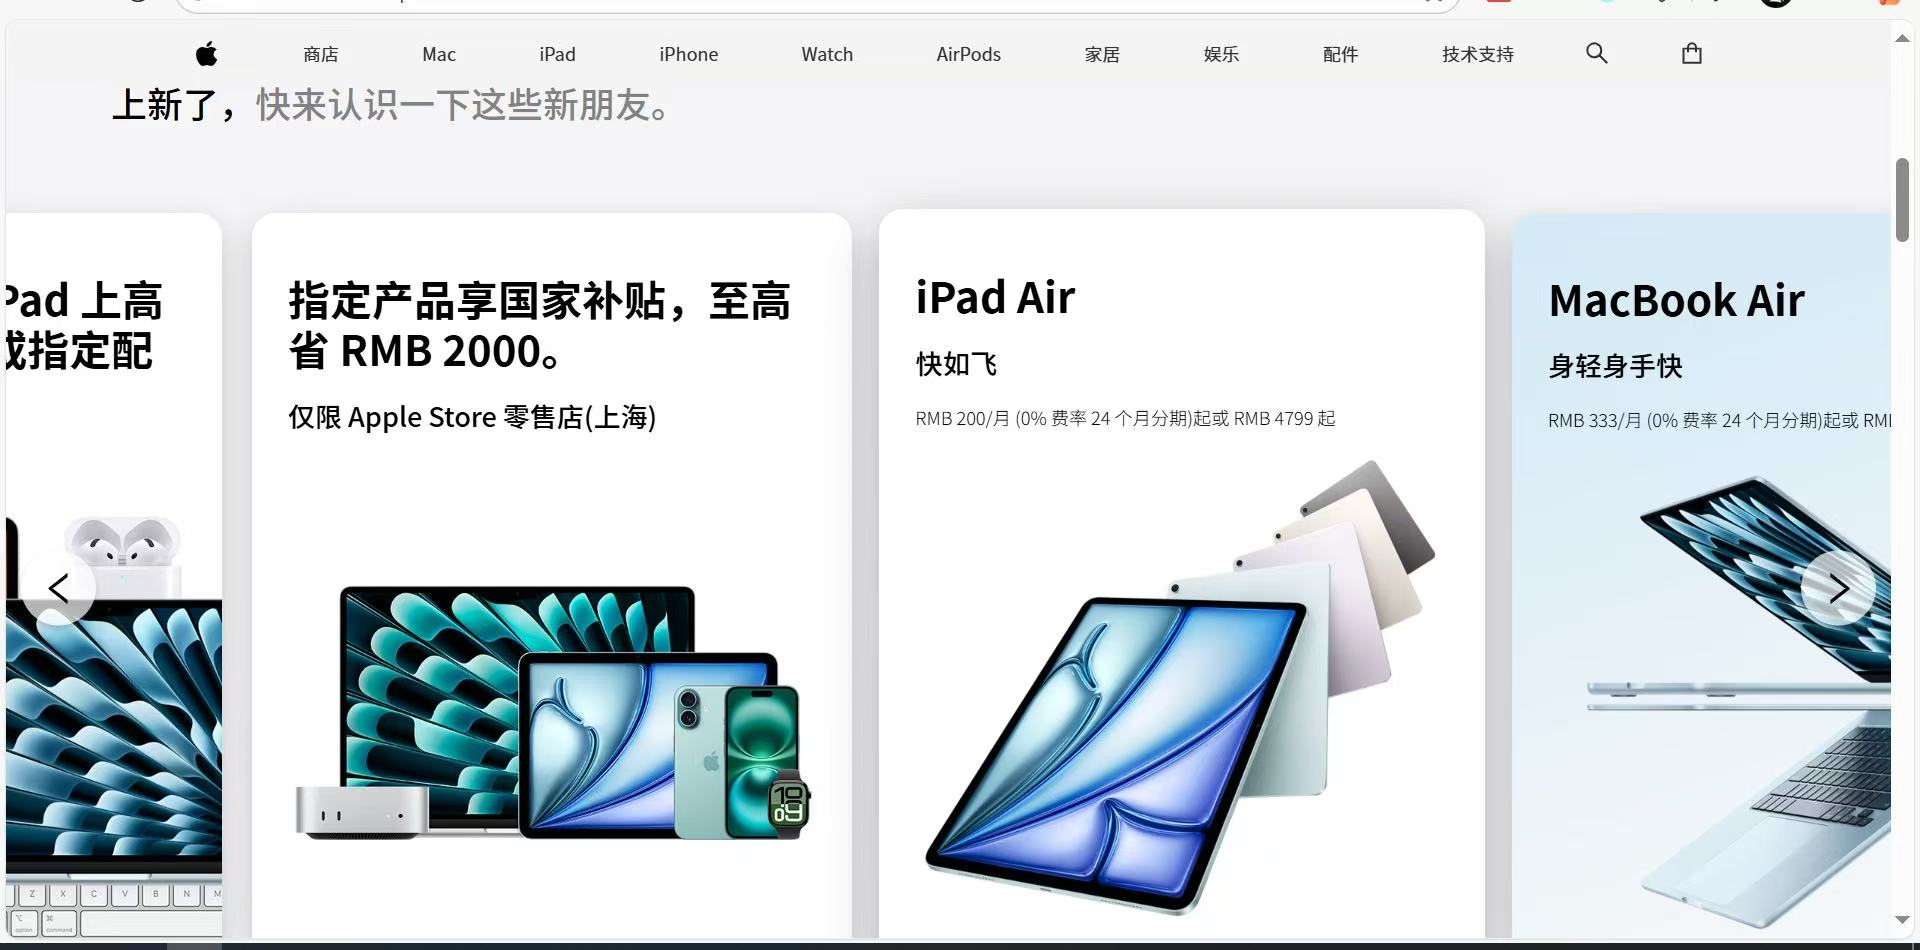 商店 Mac iPad iPhone Watch AirPods 家居 娱乐 配件 技术支持
上新了，快来认识一下这些新朋友。
Pad 上高
或指定配
指定产品享国家补贴，至高
省 RMB 2000。
仅限 Apple Store 零售店(上海)
iPad Air
快如飞
RMB 200/月 (0% 费率 24 个月分期)起或 RMB 4799 起
MacBook Air
身轻身手快
RMB 333/月 (0% 费率 24 个月分期)起或
10
09
Z X C V B N M
option command